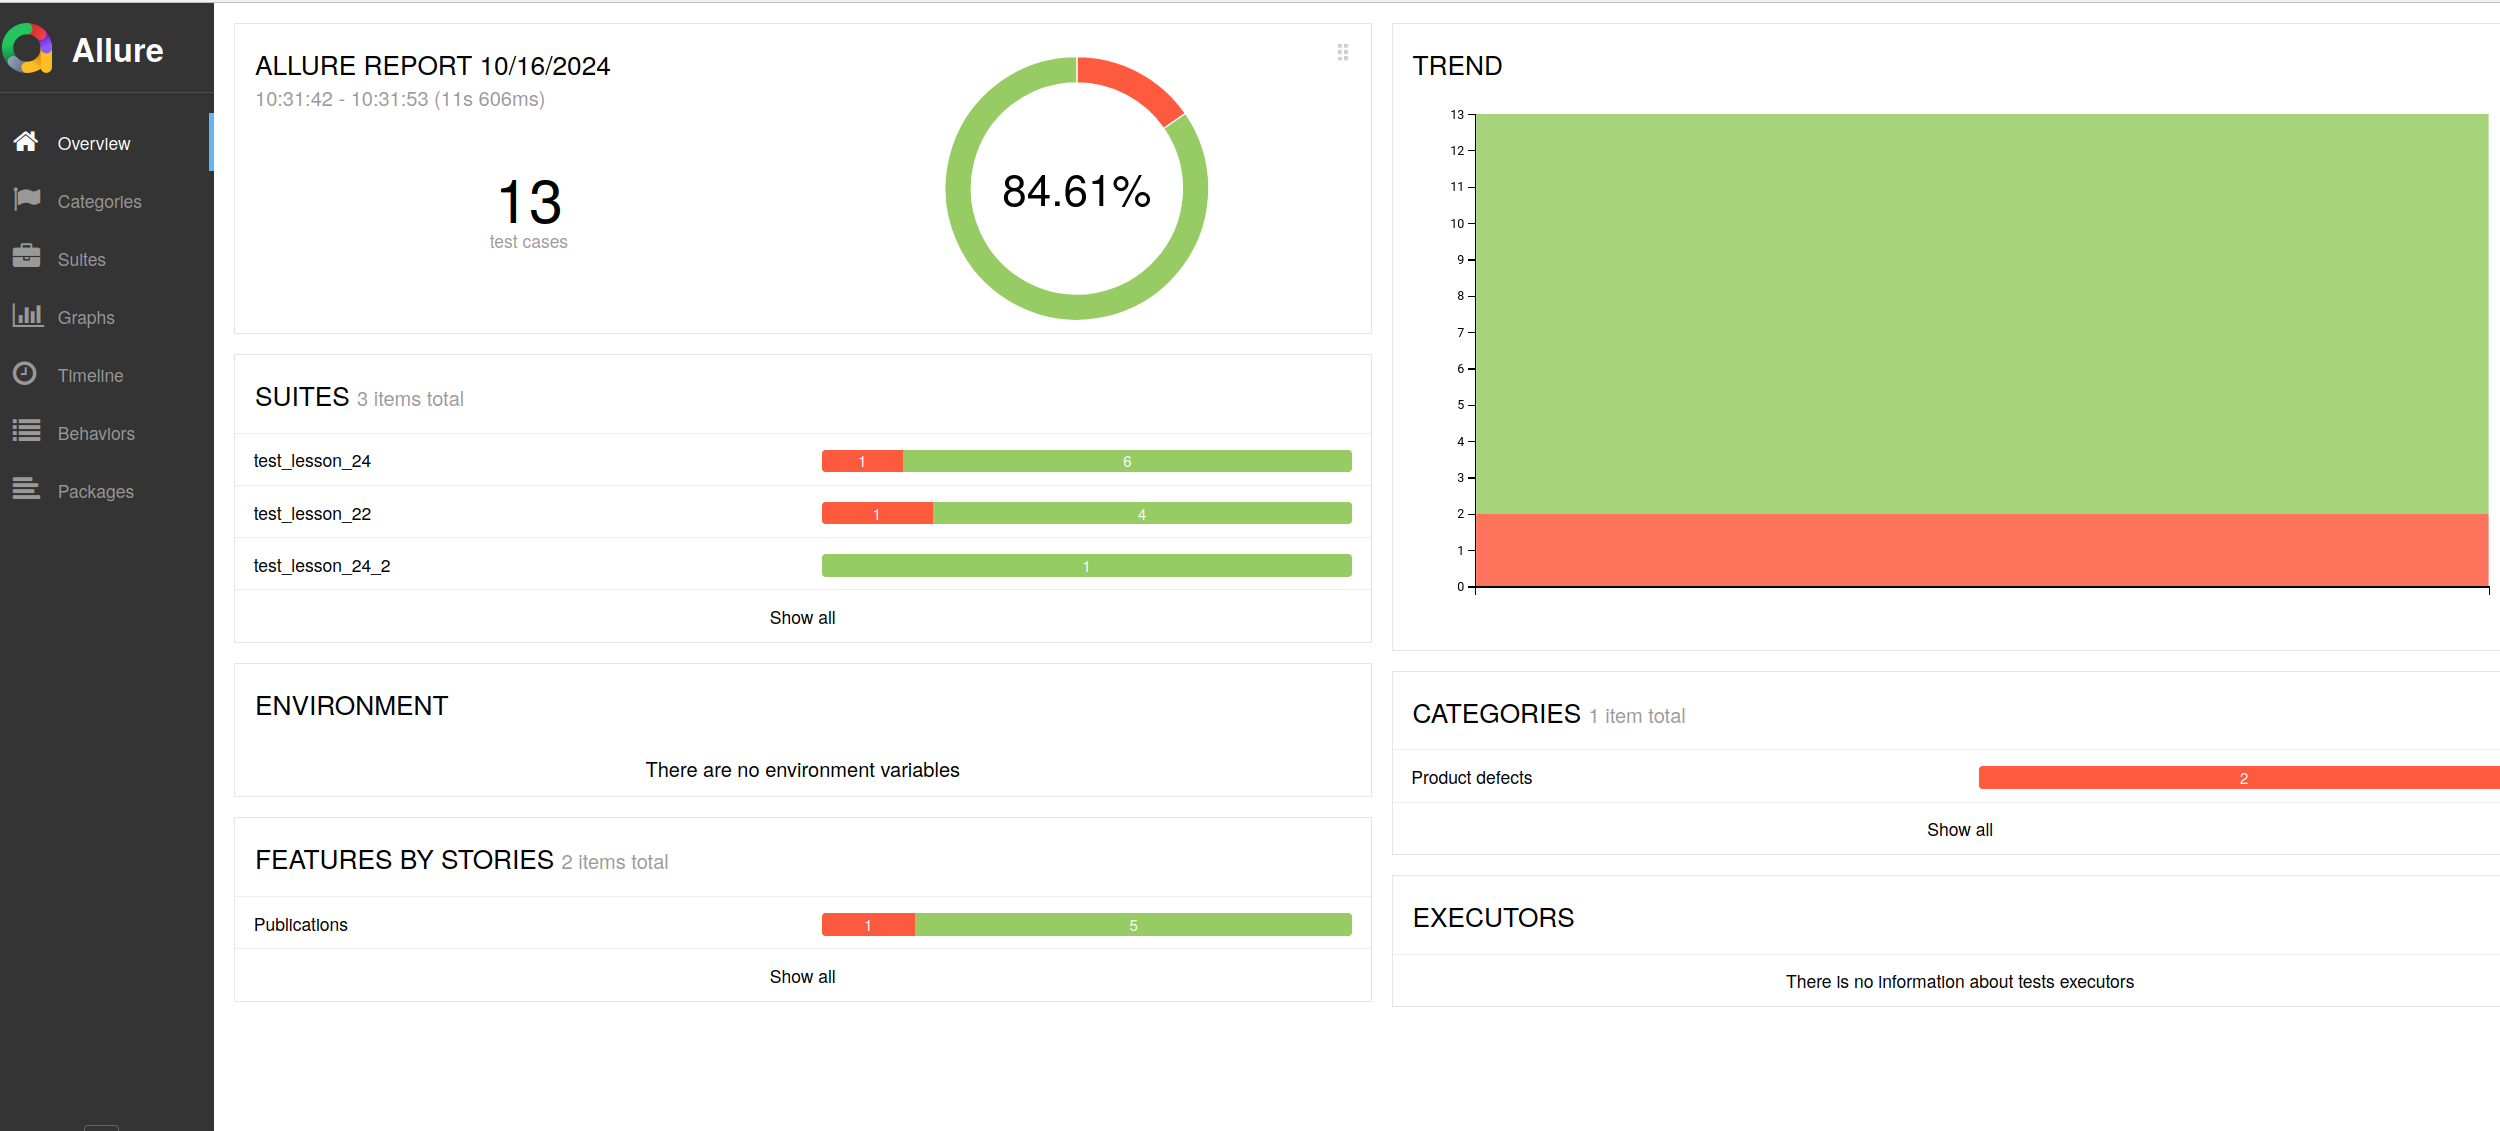 Allure
Overview
Categories
Suites
Graphs
Timeline
Behaviors
Packages
ALLURE REPORT 10/16/2024
10:31:42 - 10:31:53 (11s 606ms)
13
test cases
84.61%
SUITES 3 items total
test_lesson_24 1 6
test_lesson_22 1 4
test_lesson_24_2 1
Show all
ENVIRONMENT
There are no environment variables
FEATURES BY STORIES 2 items total
Publications 1 5
Show all
TREND
13
12
11
10
9
8
7
6
5
4
3
2
1
0
CATEGORIES 1 item total
Product defects 2
Show all
EXECUTORS
There is no information about tests executors